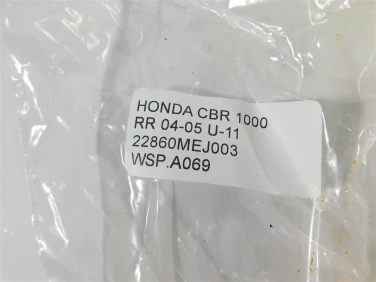 HONDA CBR 1000
RR 04-05 U-11
22860MEJ003
WSP.A069